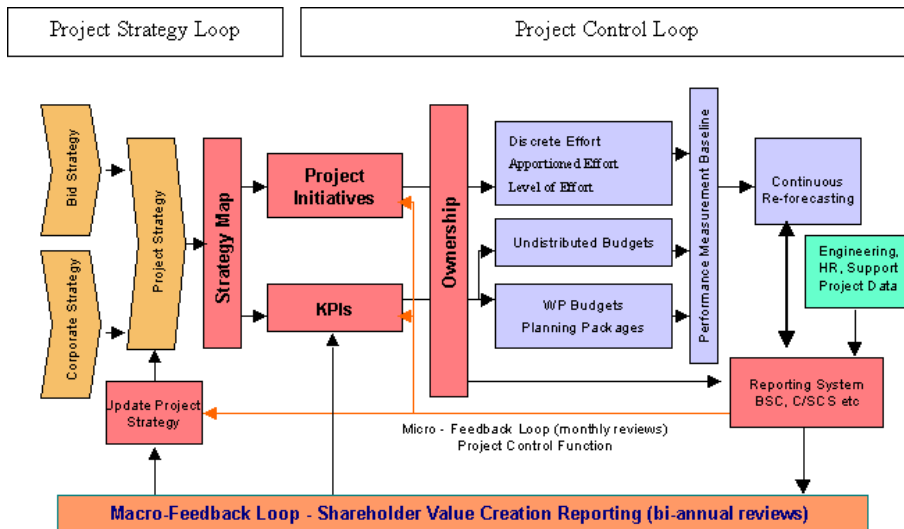 Project Strategy Loop
Project Control Loop
Bid Strategy
Corporate Strategy
Project Strategy
Strategy Map
Project
Initiatives
KPIs
Ownership
Discrete Effort
Apportioned Effort
Level of Effort
Undistributed Budgets
WP Budgets
Planning Packages
Performance Measurement Baseline
Continuous
Re-forecasting
Engineering,
HR, Support
Project Data
Update Project
Strategy
Reporting System
BSC, C/SCS etc
Micro - Feedback Loop (monthly reviews)
Project Control Function
Macro-Feedback Loop - Shareholder Value Creation Reporting (bi-annual reviews)